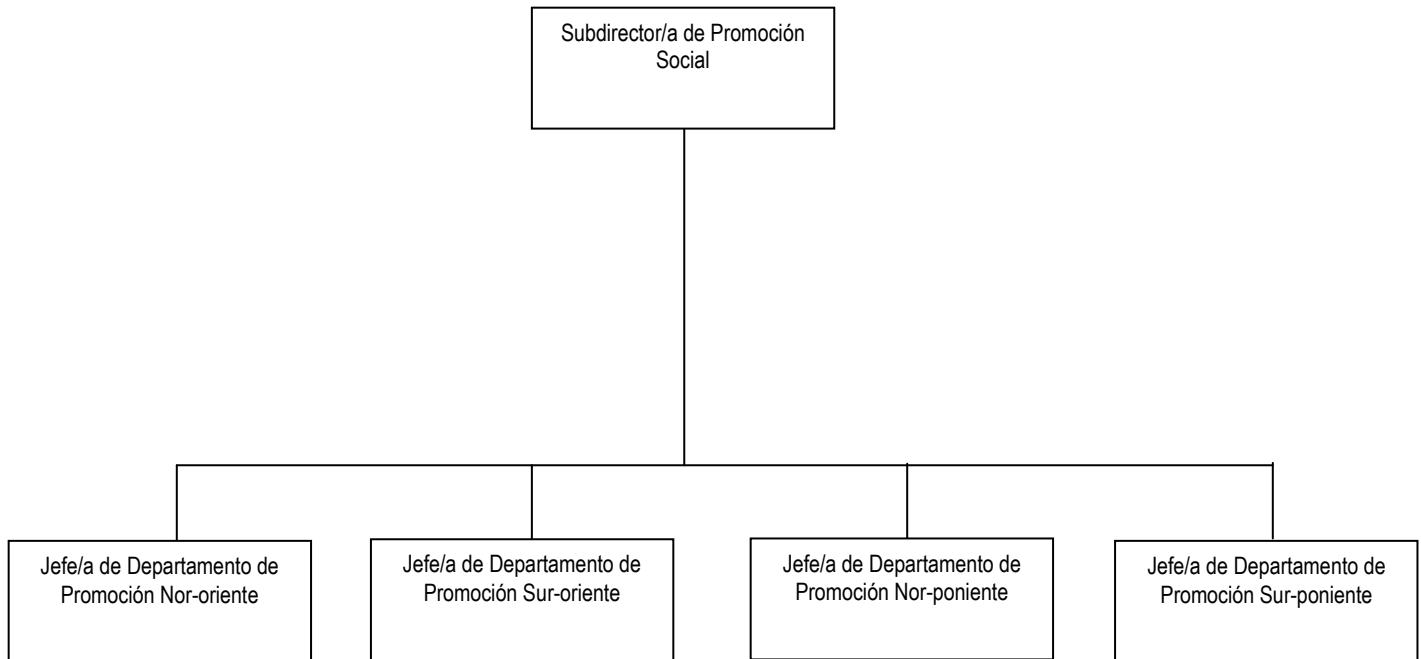 Subdirector/a de Promoción
Social
Jefe/a de Departamento de
Promoción Nor-oriente
Jefe/a de Departamento de
Promoción Sur-oriente
Jefe/a de Departamento de
Promoción Nor-poniente
Jefe/a de Departamento de
Promoción Sur-poniente